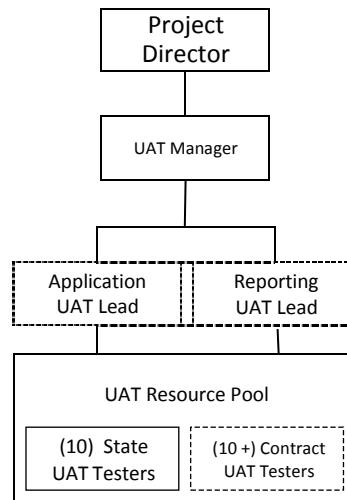 Project
Director
UAT Manager
Application
UAT Lead
Reporting
UAT Lead
UAT Resource Pool
(10) State
UAT Testers
(10 +) Contract
UAT Testers